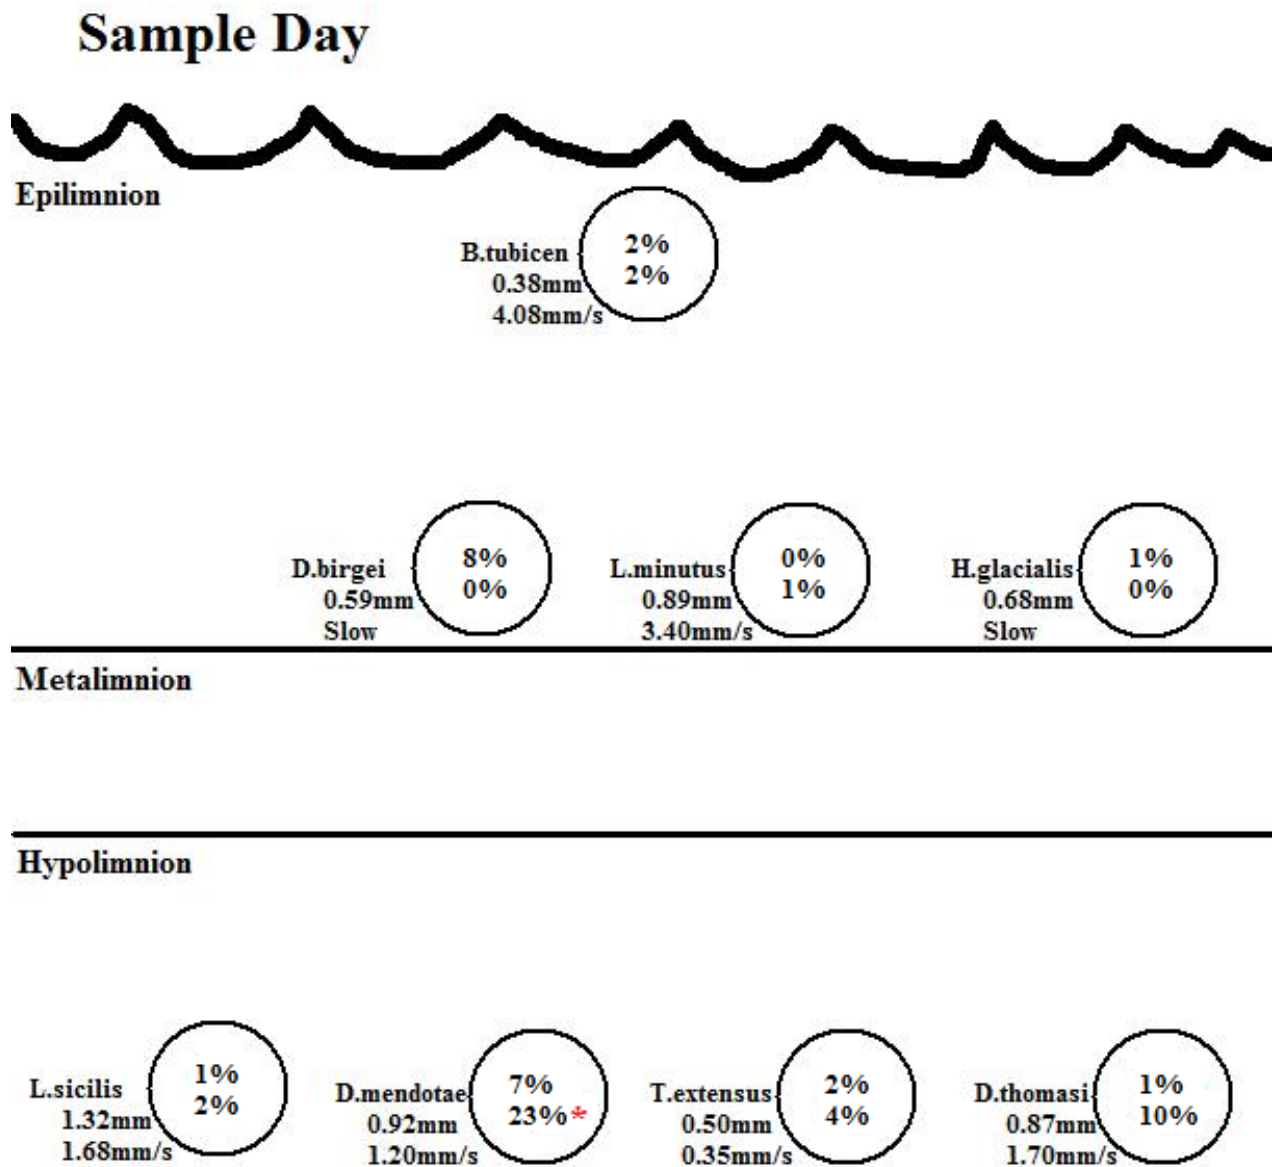 Sample Day
Epilimnion
B.tubicen
0.38mm
4.08mm/s
2%
2%
D.birgei
0.59mm
Slow
8%
0%
L.minutus
0.89mm
3.40mm/s
0%
1%
H.glacialis
0.68mm
Slow
1%
0%
Metalimnion
Hypolimnion
L.sicilis
1.32mm
1.68mm/s
1%
2%
D.mendotae
0.92mm
1.20mm/s
7%
23%*
T.extensus
0.50mm
0.35mm/s
2%
4%
D.thomasi
0.87mm
1.70mm/s
1%
10%